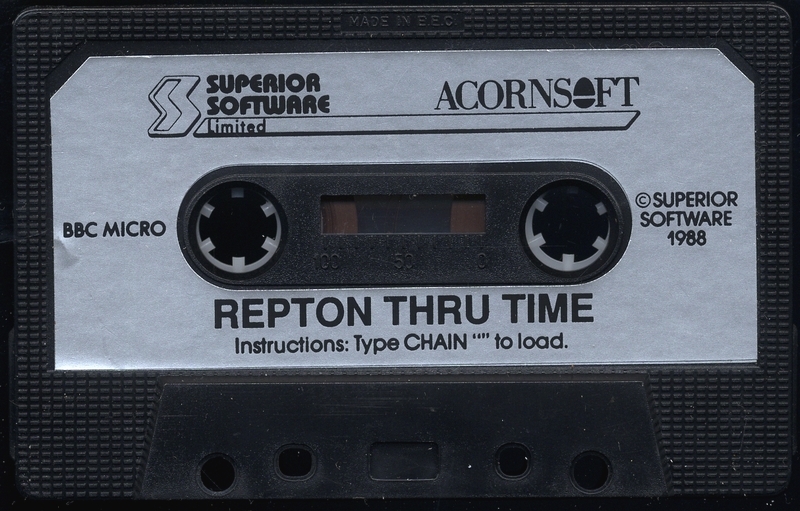 MADE IN E.E.C.
SUPERIOR
SOFTWARE
Limited
ACORNSOFT
BBC MICRO
© SUPERIOR
SOFTWARE
1988
100 50 0
REPTON THRU TIME
Instructions: Type CHAIN “” to load.